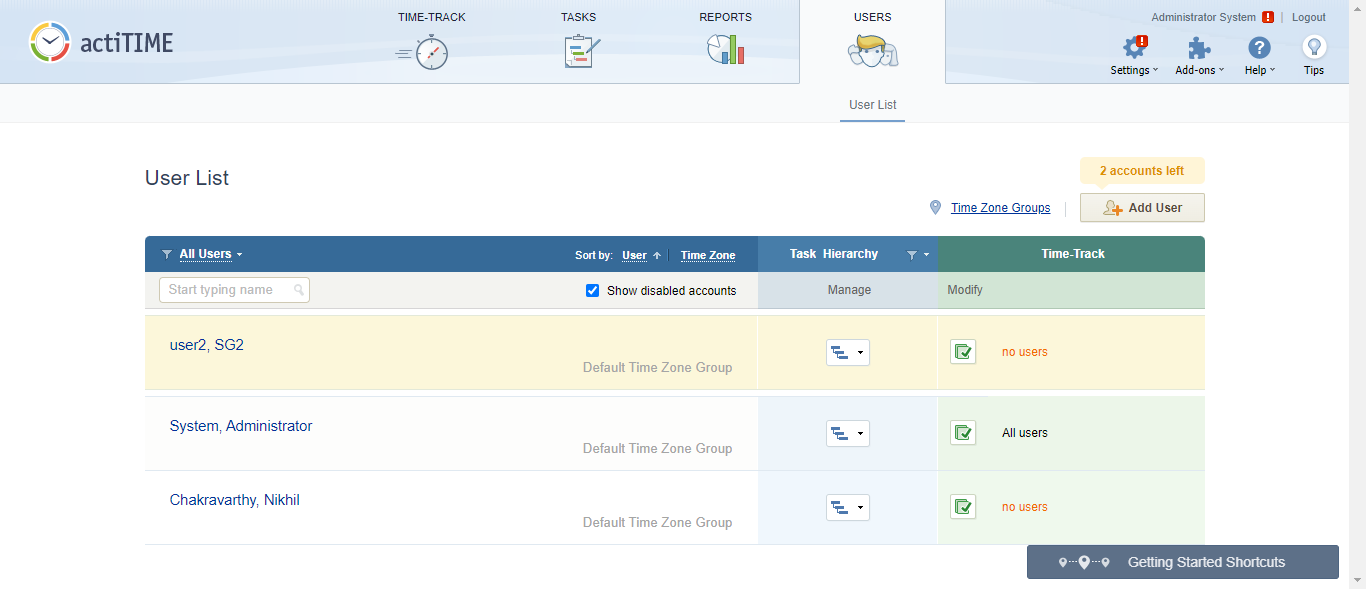 actiTIME
TIME-TRACK
TASKS
REPORTS
USERS
Administrator System ! | Logout
Settings
Add-ons
Help
Tips
User List
User List
2 accounts left
Time Zone Groups
Add User
All Users
Sort by: User | Time Zone
Task Hierarchy
Time-Track
Start typing name
Show disabled accounts
Manage
Modify
user2, SG2
Default Time Zone Group
no users
System, Administrator
Default Time Zone Group
All users
Chakravarthy, Nikhil
Default Time Zone Group
no users
Getting Started Shortcuts